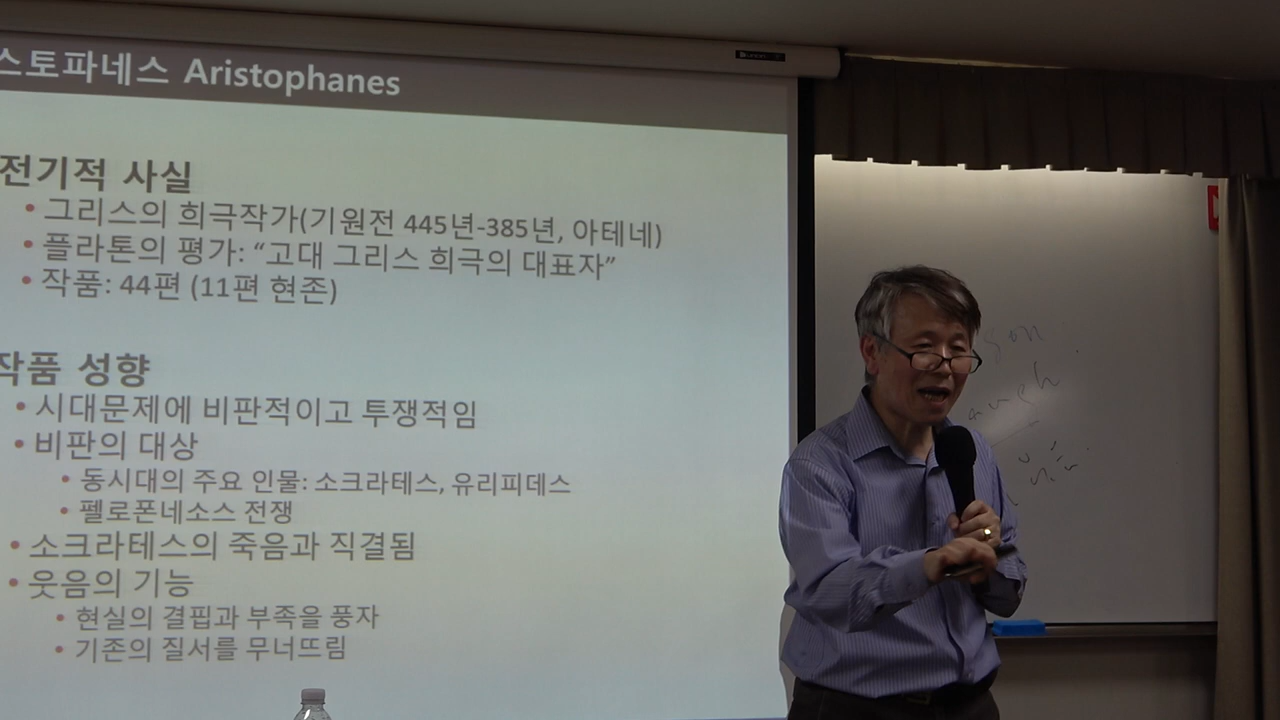 스토파네스 Aristophanes
전기적 사실
• 그리스의 희극작가(기원전 445년-385년, 아테네)
• 플라톤의 평가: “고대 그리스 희극의 대표자”
• 작품: 44편 (11편 현존)
작품 성향
• 시대문제에 비판적이고 투쟁적임
• 비판의 대상
• 동시대의 주요 인물: 소크라테스, 유리피데스
• 펠로폰네소스 전쟁
• 소크라테스의 죽음과 직결됨
• 웃음의 기능
• 현실의 결핍과 부족을 풍자
• 기존의 질서를 무너뜨림